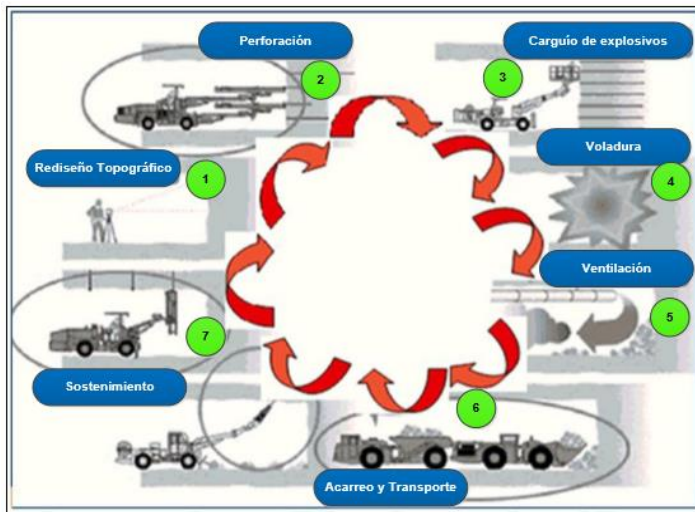 Perforación
Carguío de explosivos
2
3
Voladura
Rediseño Topográfico
1
4
Ventilación
5
7
Sostenimiento
6
Acarreo y Transporte